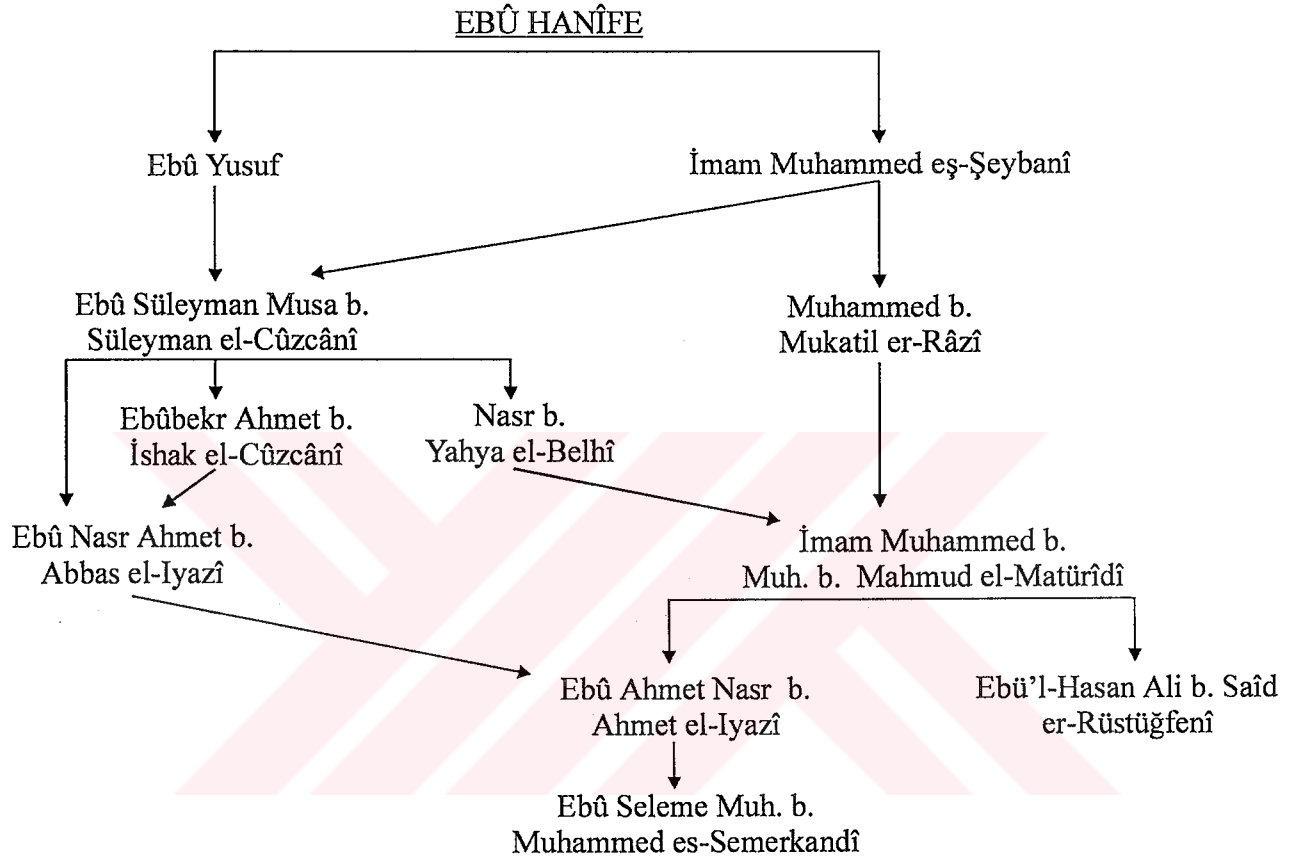 EBÛ HANÎFE
Ebû Yusuf
İmam Muhammed eş-Şeybanî
Ebû Süleyman Musa b.
Süleyman el-Cûzcânî
Muhammed b.
Mukatil er-Râzî
Ebûbekr Ahmet b.
İshak el-Cûzcânî
Nasr b.
Yahya el-Belhî
Ebû Nasr Ahmet b.
Abbas el-Iyazî
İmam Muhammed b.
Muh. b. Mahmud el-Matürîdî
Ebû Ahmet Nasr b.
Ahmet el-Iyazî
Ebü'l-Hasan Ali b. Saîd
er-Rüstüğfenî
Ebû Seleme Muh. b.
Muhammed es-Semerkandî